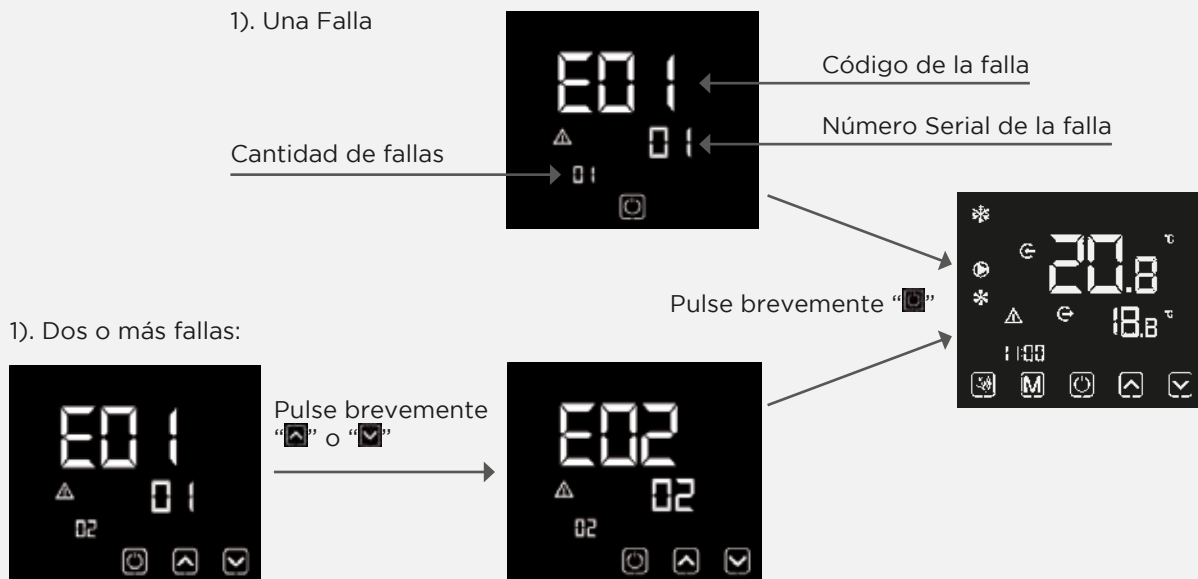 1). Una Falla
E01
Código de la falla
01
Número Serial de la falla
Cantidad de fallas
01
20.8 °C
18.8 °C
11:00
M
Pulse brevemente “ ”
1). Dos o más fallas:
E01
01
02
Pulse brevemente
“ ” o “ ”
E02
02
02